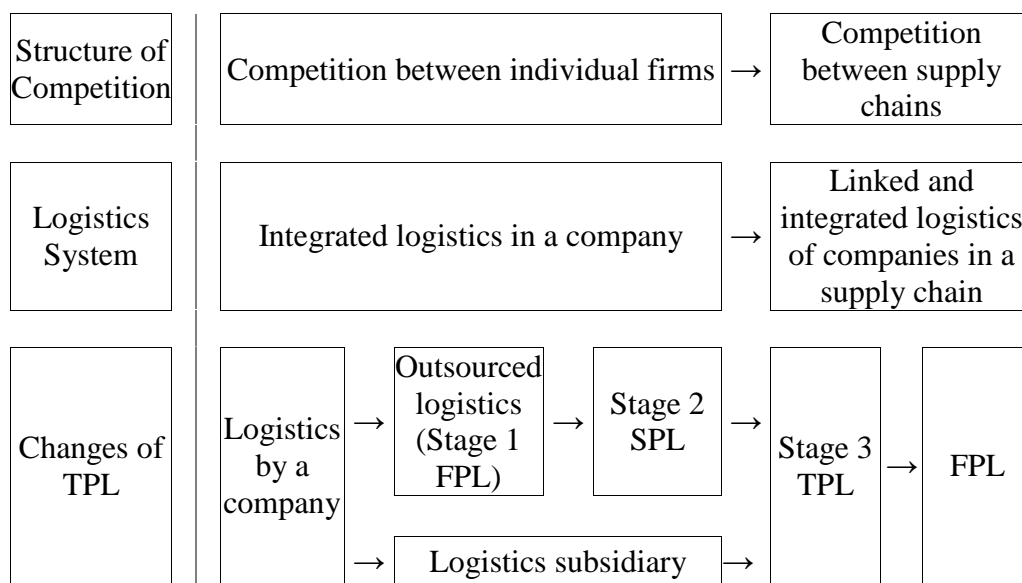 Structure of
Competition
Competition between individual firms
→
Competition
between supply
chains
Logistics
System
Integrated logistics in a company
→
Linked and
integrated logistics
of companies in a
supply chain
Changes of
TPL
Logistics
by a
company
→
Outsourced
logistics
(Stage 1
FPL)
→
Stage 2
SPL
→
Stage 3
TPL
→
FPL
→
Logistics subsidiary
→